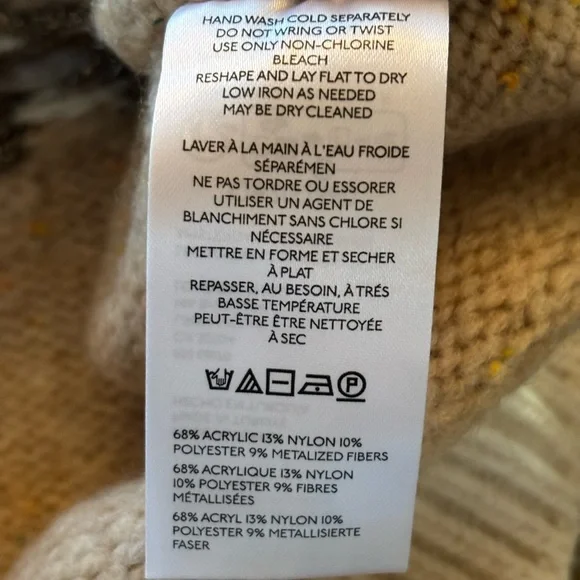 HAND WASH COLD SEPARATELY
DO NOT WRING OR TWIST
USE ONLY NON-CHLORINE
BLEACH
RESHAPE AND LAY FLAT TO DRY
LOW IRON AS NEEDED
MAY BE DRY CLEANED
LAVER À LA MAIN À L'EAU FROIDE
SÉPARÉMEN
NE PAS TORDRE OU ESSORER
UTILISER UN AGENT DE
BLANCHIMENT SANS CHLORE SI
NÉCESSAIRE
METTRE EN FORME ET SECHER
À PLAT
REPASSER, AU BESOIN, À TRÉS
BASSE TEMPÉRATURE
PEUT-ÊTRE ÊTRE NETTOYÉE
À SEC
P
68% ACRYLIC 13% NYLON 10%
POLYESTER 9% METALIZED FIBERS
68% ACRYLIQUE 13% NYLON
10% POLYESTER 9% FIBRES
MÉTALLISÉES
68% ACRYL 13% NYLON 10%
POLYESTER 9% METALLISIERTE
FASER